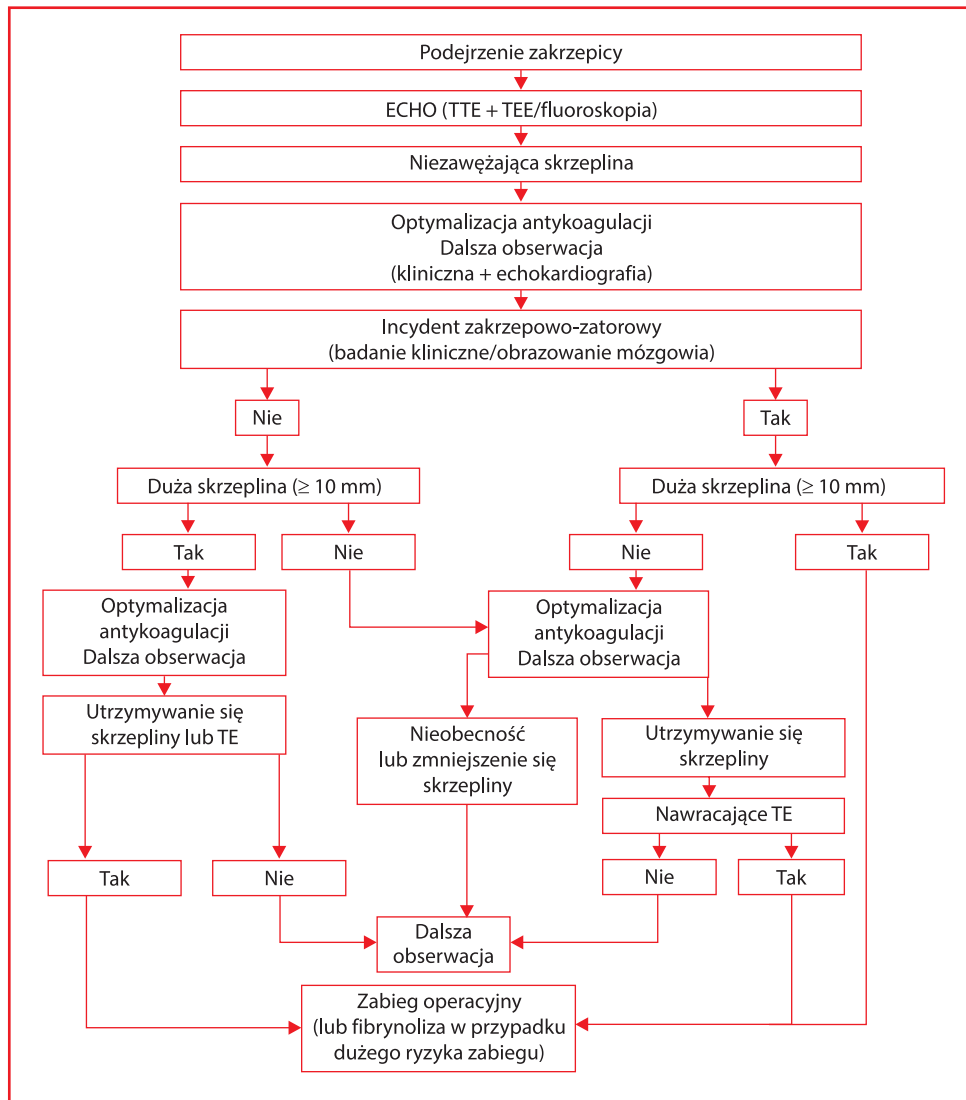 Podejrzenie zakrzepicy
ECHO (TTE + TEE/fluoroskopia)
Niezawężająca skrzeplina
Optymalizacja antykoagulacji
Dalsza obserwacja
(kliniczna + echokardiografia)
Incydent zakrzepowo-zatorowy
(badanie kliniczne/obrazowanie mózgowia)
Nie
Tak
Duża skrzeplina (≥ 10 mm)
Duża skrzeplina (≥ 10 mm)
Tak
Nie
Nie
Tak
Optymalizacja
antykoagulacji
Dalsza obserwacja
Optymalizacja
antykoagulacji
Dalsza obserwacja
Utrzymywanie się
skrzepliny lub TE
Nieobecność
lub zmniejszenie się
skrzepliny
Utrzymywanie się
skrzepliny
Nawracające TE
Tak
Nie
Nie
Tak
Dalsza
obserwacja
Zabieg operacyjny
(lub fibrynoliza w przypadku
dużego ryzyka zabiegu)